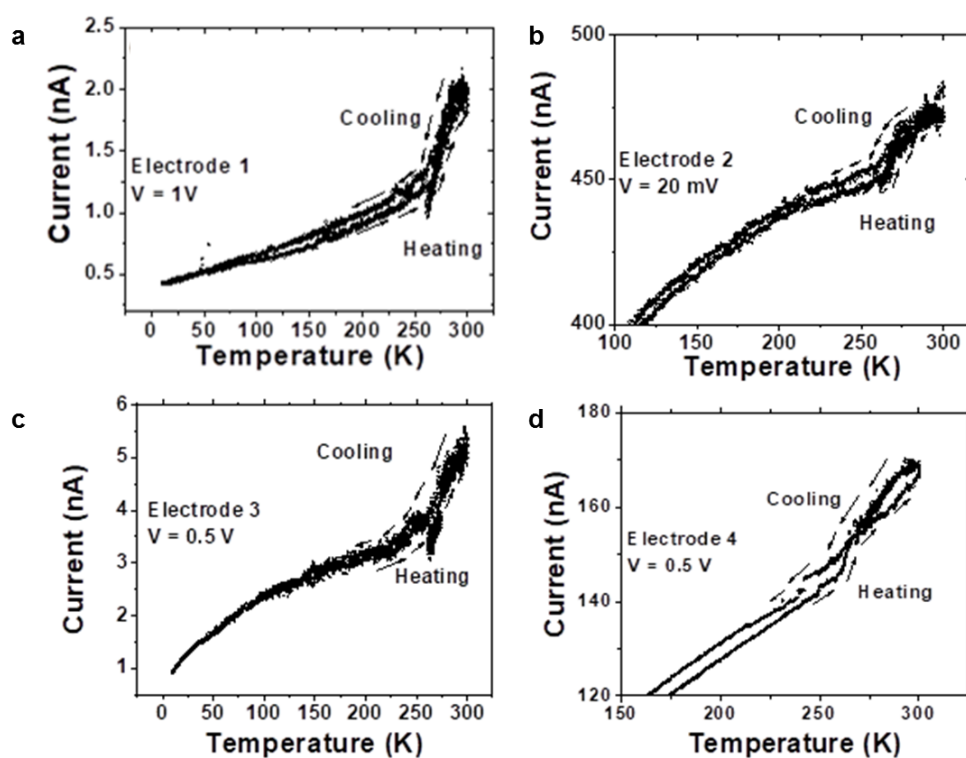 a
2.5
2.0
1.5
1.0
0.5
Current (nA)
Cooling
Electrode 1
V = 1V
Heating
0 50 100 150 200 250 300
Temperature (K)
b
500
450
400
Current (nA)
Cooling
Electrode 2
V = 20 mV
Heating
100 150 200 250 300
Temperature (K)
c
6
5
4
3
2
1
Current (nA)
Cooling
Electrode 3
V = 0.5 V
Heating
0 50 100 150 200 250 300
Temperature (K)
d
180
160
140
120
Current (nA)
Cooling
Electrode 4
V = 0.5 V
Heating
150 200 250 300
Temperature (K)